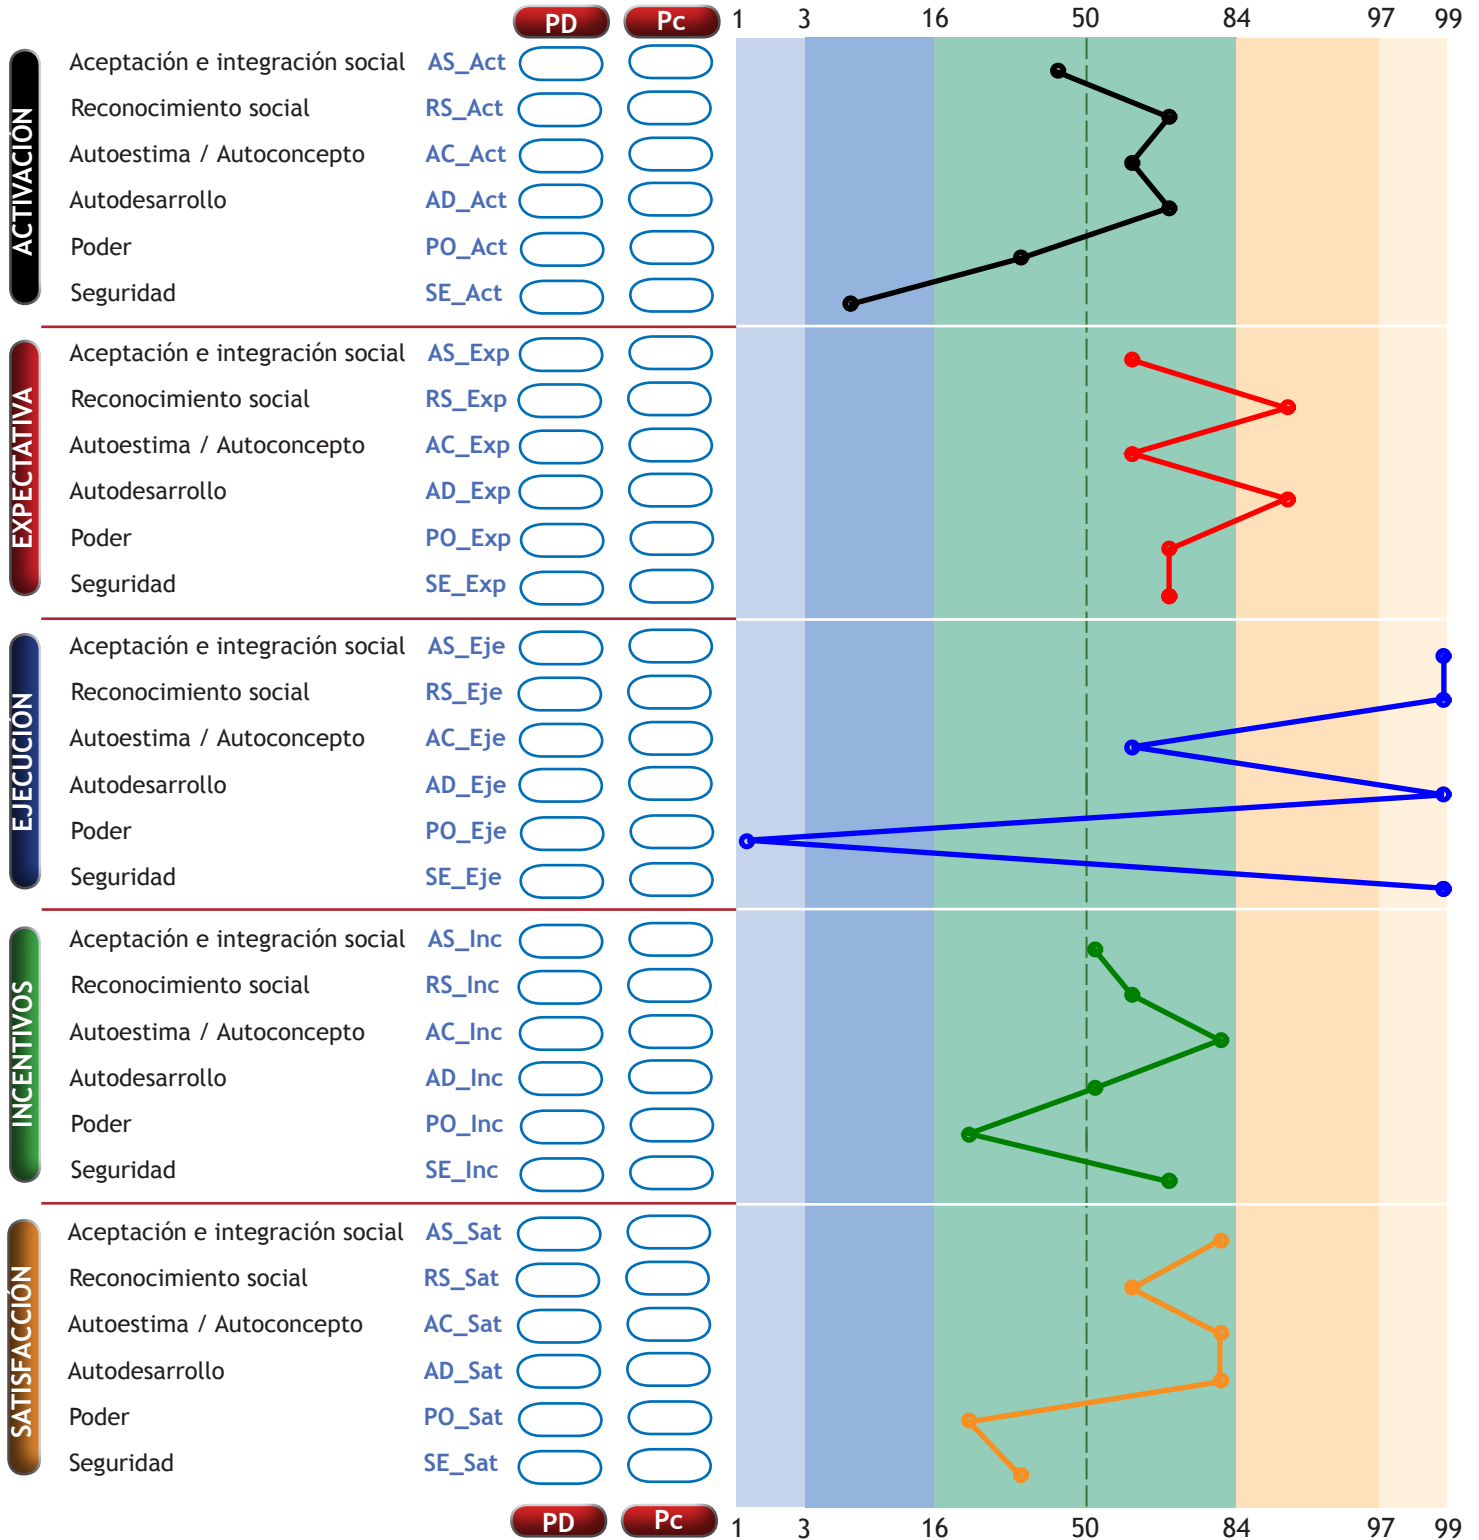 PD Pc 1 3 16 50 84 97 99
ACTIVACIÓN
Aceptación e integración social AS_Act
Reconocimiento social RS_Act
Autoestima / Autoconcepto AC_Act
Autodesarrollo AD_Act
Poder PO_Act
Seguridad SE_Act
EXPECTATIVA
Aceptación e integración social AS_Exp
Reconocimiento social RS_Exp
Autoestima / Autoconcepto AC_Exp
Autodesarrollo AD_Exp
Poder PO_Exp
Seguridad SE_Exp
EJECUCIÓN
Aceptación e integración social AS_Eje
Reconocimiento social RS_Eje
Autoestima / Autoconcepto AC_Eje
Autodesarrollo AD_Eje
Poder PO_Eje
Seguridad SE_Eje
INCENTIVOS
Aceptación e integración social AS_Inc
Reconocimiento social RS_Inc
Autoestima / Autoconcepto AC_Inc
Autodesarrollo AD_Inc
Poder PO_Inc
Seguridad SE_Inc
SATISFACCIÓN
Aceptación e integración social AS_Sat
Reconocimiento social RS_Sat
Autoestima / Autoconcepto AC_Sat
Autodesarrollo AD_Sat
Poder PO_Sat
Seguridad SE_Sat
PD Pc 1 3 16 50 84 97 99